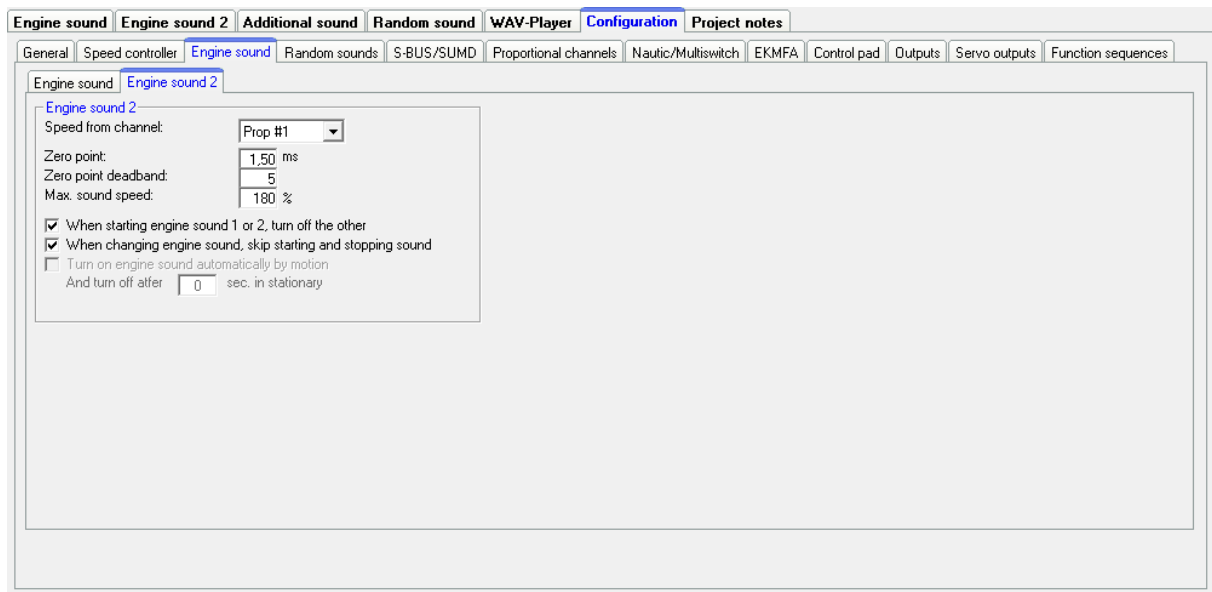 Engine sound Engine sound 2 Additional sound Random sound WAV-Player Configuration Project notes
General Speed controller Engine sound Random sounds S-BUS/SUMD Proportional channels Nautic/Multiswitch EKMFA Control pad Outputs Servo outputs Function sequences
Engine sound Engine sound 2
Engine sound 2
Speed from channel: Prop #1
Zero point: 1,50 ms
Zero point deadband: 5
Max. sound speed: 180 %
When starting engine sound 1 or 2, turn off the other
When changing engine sound, skip starting and stopping sound
Turn on engine sound automatically by motion
And turn off atfer 0 sec. in stationary